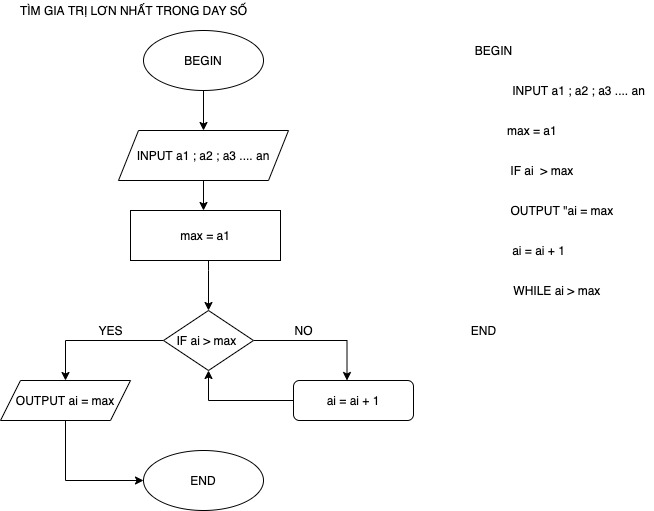 TÌM GIA TRỊ LƠN NHẤT TRONG DAY SỐ
BEGIN
INPUT a1 ; a2 ; a3 .... an
max = a1
IF ai > max
YES
NO
OUTPUT ai = max
ai = ai + 1
END
BEGIN
INPUT a1 ; a2 ; a3 .... an
max = a1
IF ai > max
OUTPUT "ai = max
ai = ai + 1
WHILE ai > max
END